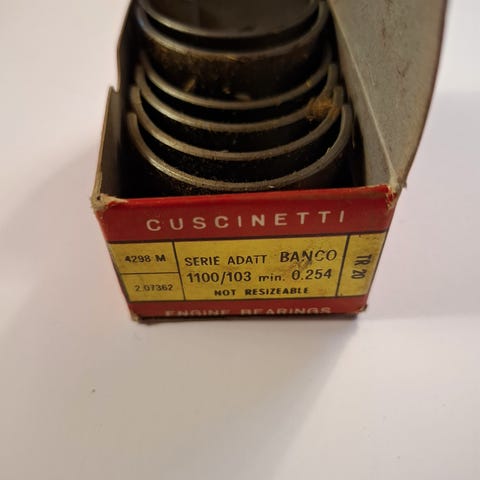 CUSCINETTI
4298 M
SERIE ADATT BANCO
TR 20
2.07362
1100/103 min. 0.254
NOT RESIZEABLE
ENGINE BEARINGS